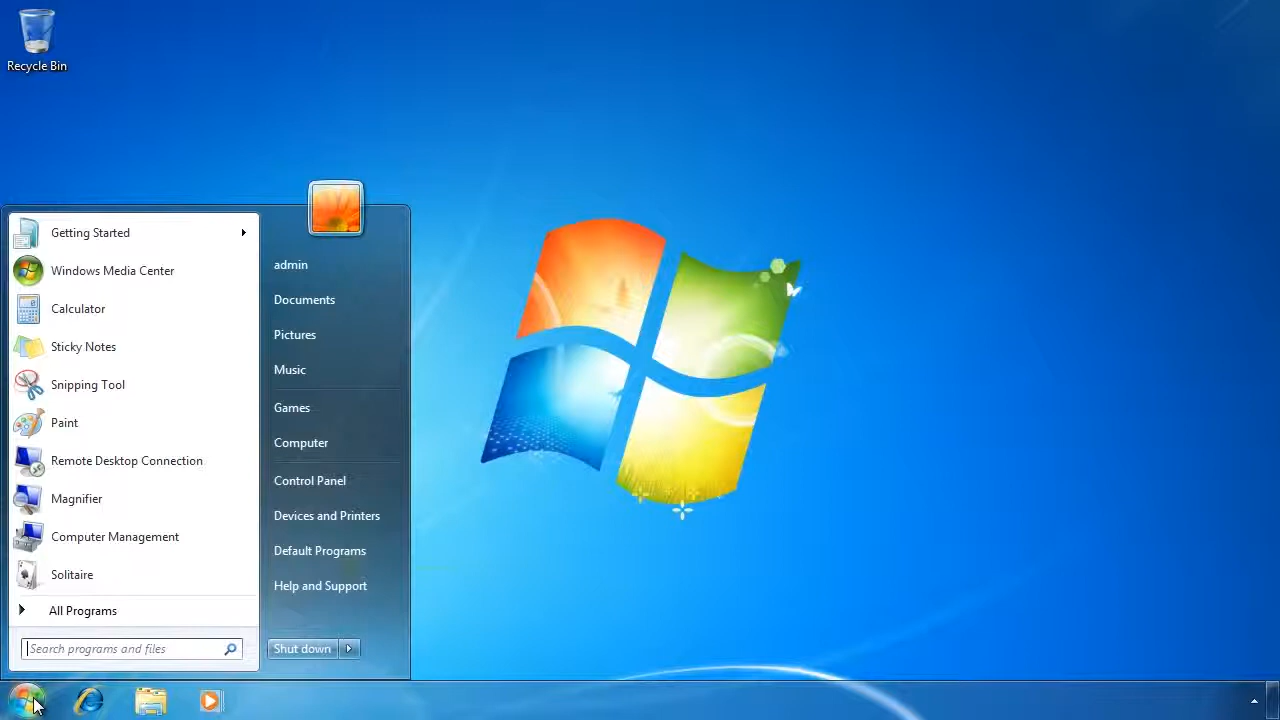 Recycle Bin
Getting Started
Windows Media Center
Calculator
Sticky Notes
Snipping Tool
Paint
Remote Desktop Connection
Magnifier
Computer Management
Solitaire
All Programs
Search programs and files
admin
Documents
Pictures
Music
Games
Computer
Control Panel
Devices and Printers
Default Programs
Help and Support
Shut down